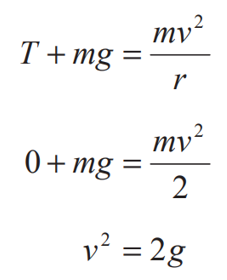 T + mg = mv²/r
0 + mg = mv²/2
v² = 2g